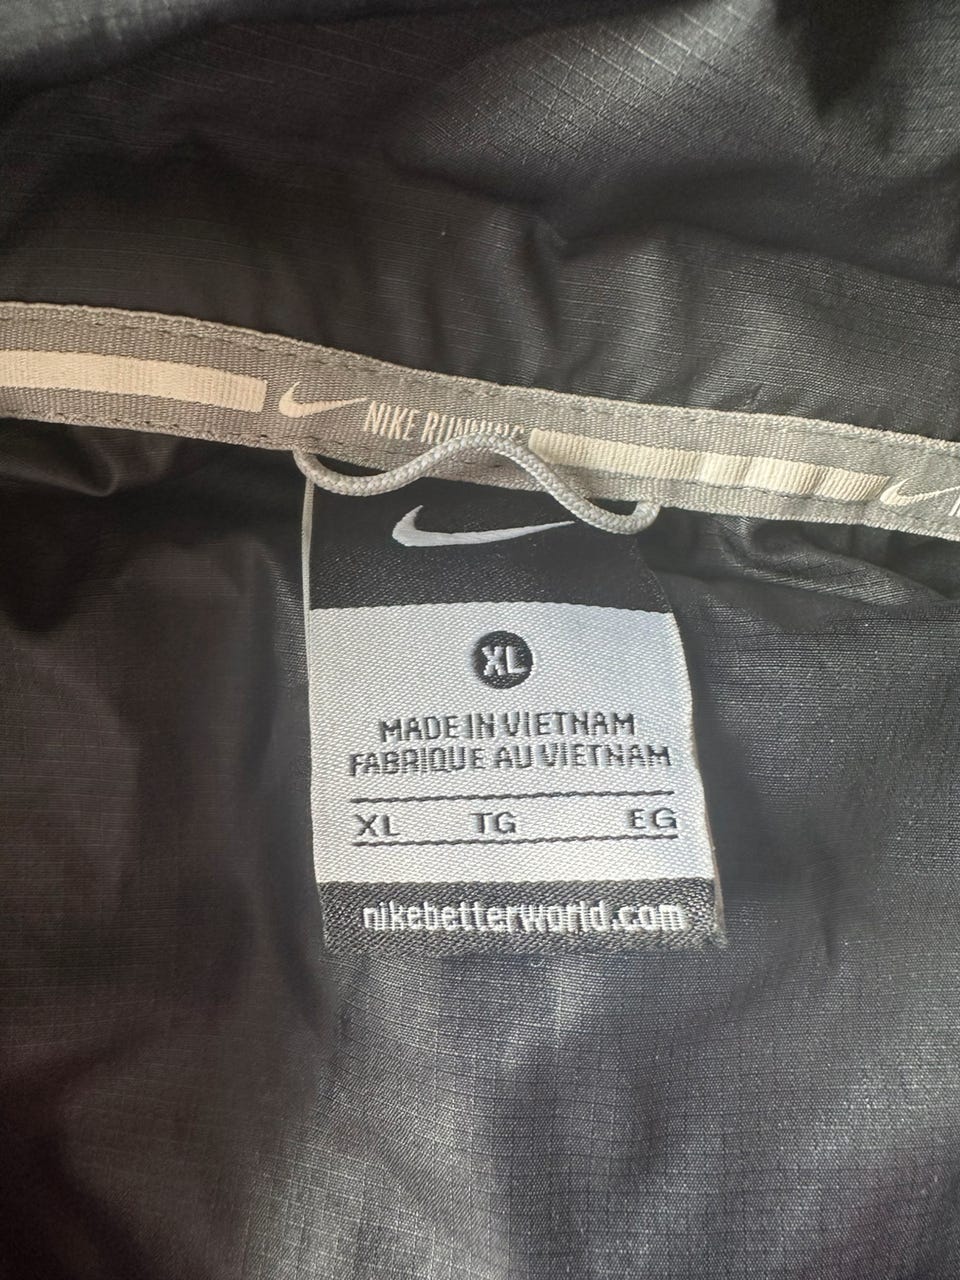 NIKE RUNNING
XL
MADE IN VIETNAM
FABRIQUE AU VIETNAM
XL TG EG
nikebetterworld.com